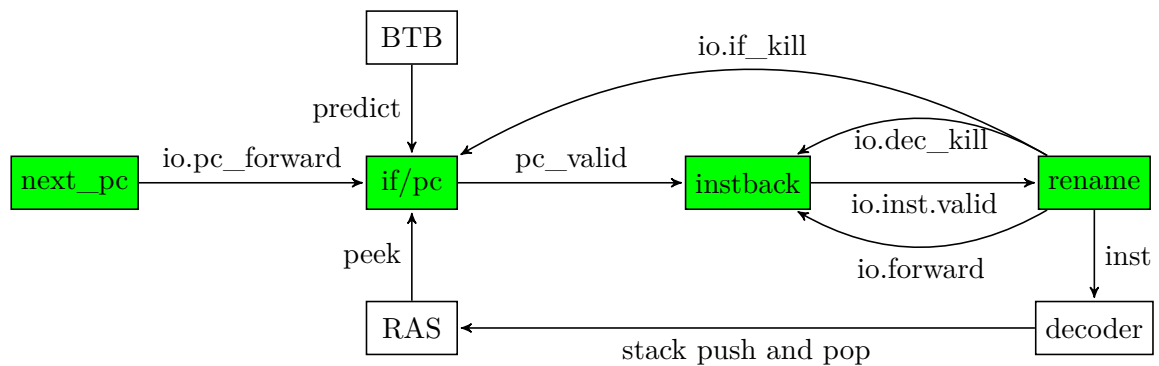 BTB
io.if_kill
predict
io.pc_forward
pc_valid
io.dec_kill
next_pc
if/pc
instback
rename
io.inst.valid
peek
io.forward
inst
RAS
decoder
stack push and pop